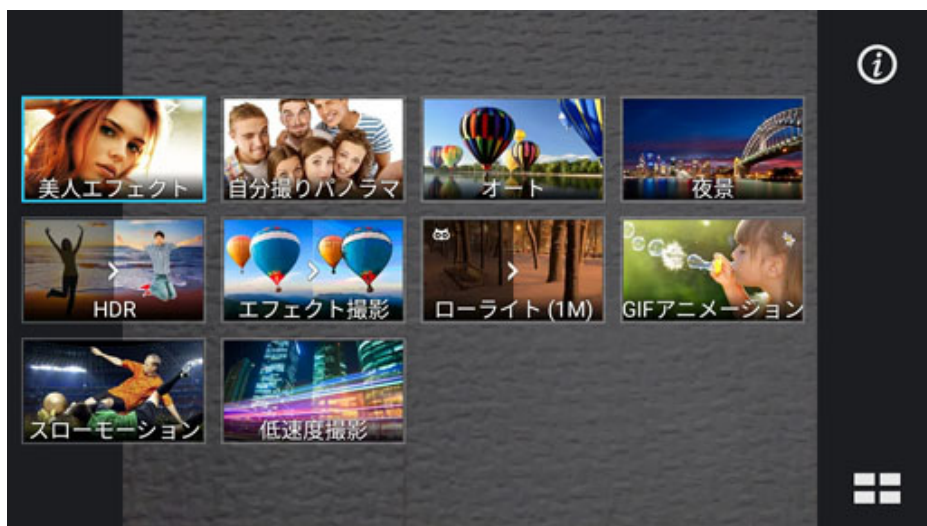 美人エフェクト
自分撮りパノラマ
オート
夜景
HDR
エフェクト撮影
ローライト (1M)
GIFアニメーション
スローモーション
低速度撮影